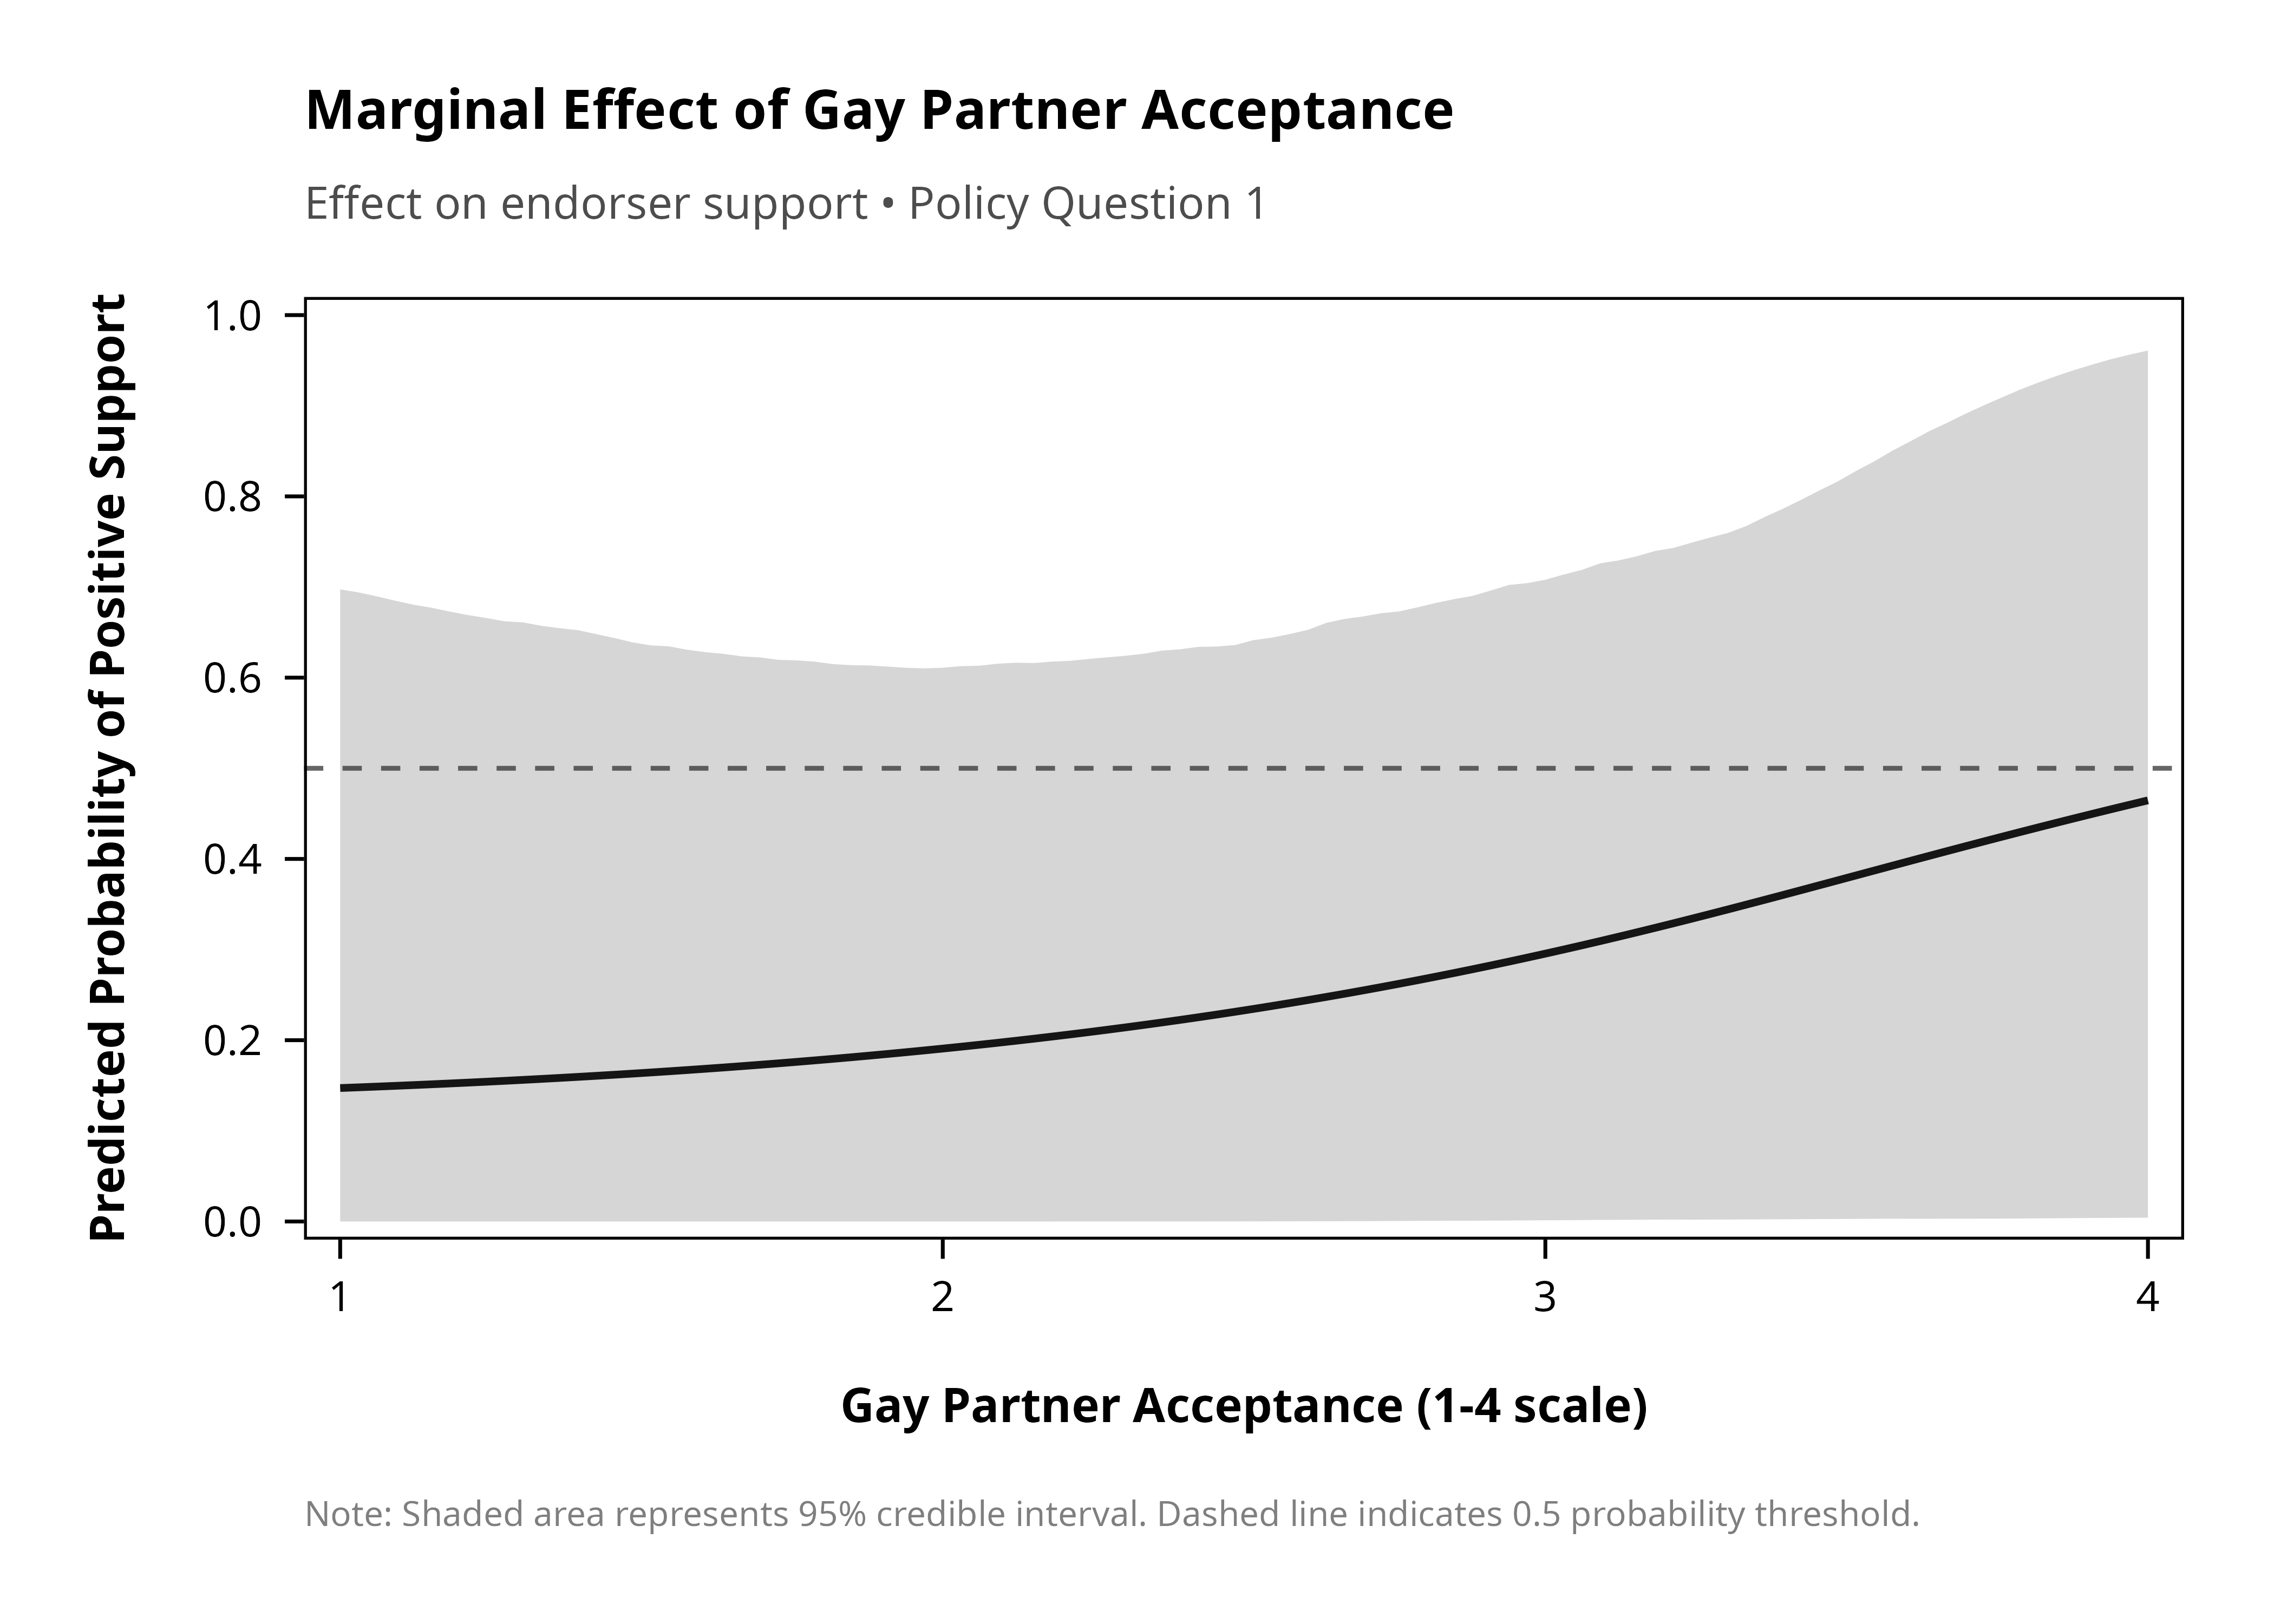 Marginal Effect of Gay Partner Acceptance
Effect on endorser support • Policy Question 1
Predicted Probability of Positive Support
1.0
0.8
0.6
0.4
0.2
0.0
1 2 3 4
Gay Partner Acceptance (1-4 scale)
Note: Shaded area represents 95% credible interval. Dashed line indicates 0.5 probability threshold.